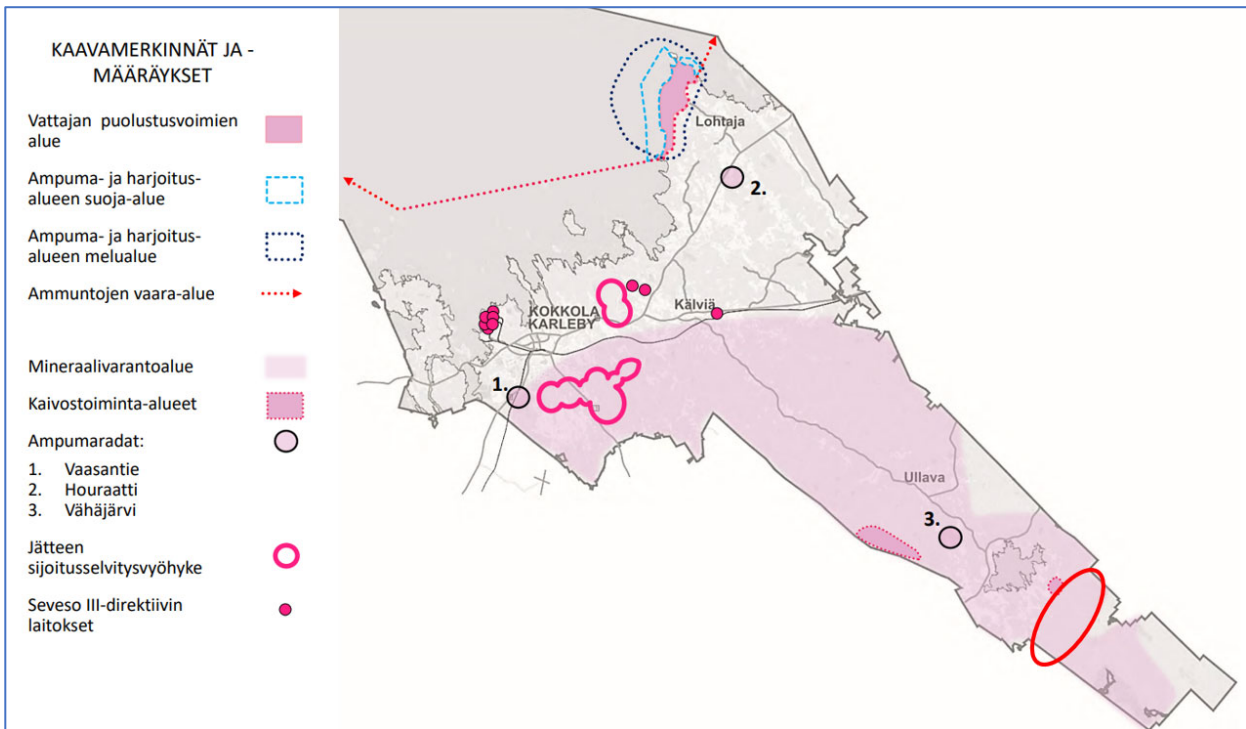 KAAVAMERKINNÄT JA -
MÄÄRÄYKSET
Vattajan puolustusvoimien
alue
Ampuma- ja harjoitus-
alueen suoja-alue
Ampuma- ja harjoitus-
alueen melualue
Ammuntojen vaara-alue
Mineraalivarantoalue
Kaivostoiminta-alueet
Ampumaradat:
1. Vaasantie
2. Houraatti
3. Vähäjärvi
Jätteen
sijoitusselvitysvyöhyke
Seveso III-direktiivin
laitokset
Lohtaja
2.
KOKKOLA
KARLEBY
Kälviä
1.
Ullava
3.